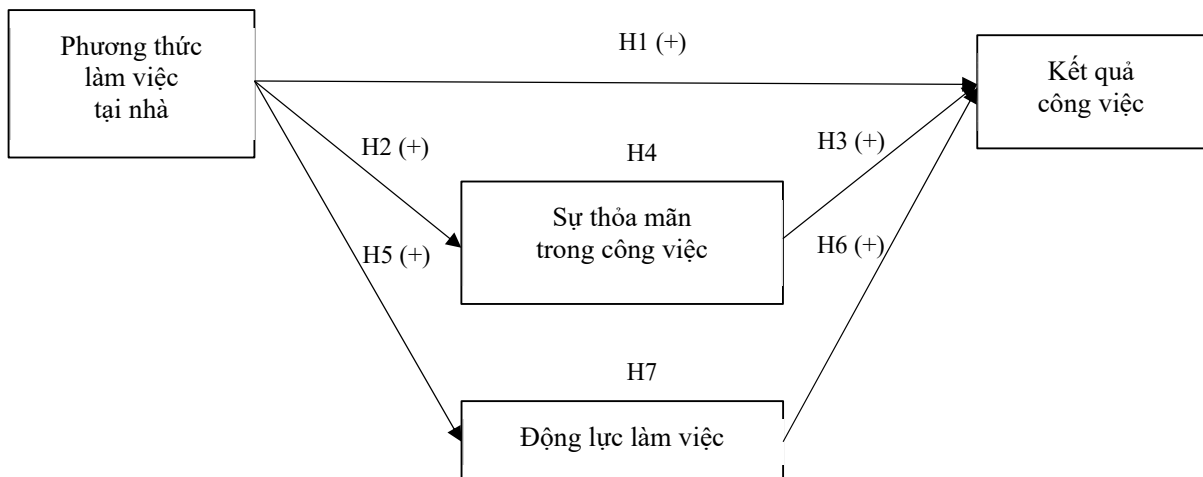 Phương thức
làm việc
tại nhà
H1 (+)
Kết quả
công việc
H2 (+)
H4
H3 (+)
Sự thỏa mãn
trong công việc
H5 (+)
H6 (+)
H7
Động lực làm việc